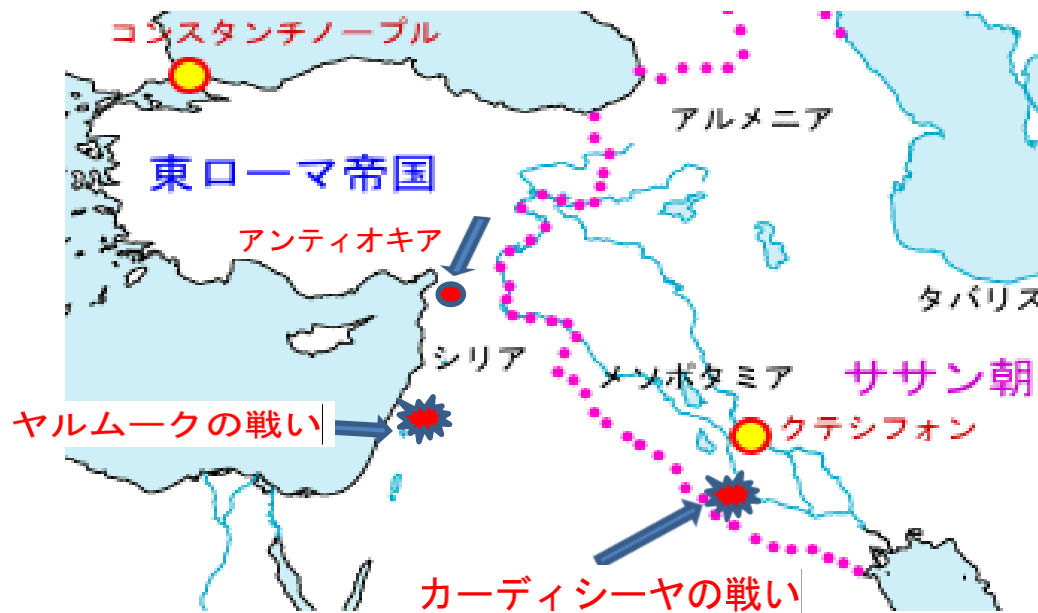 コンスタンチノープル
アルメニア
東ローマ帝国
アンティオキア
タバリス
シリア
メソポタミア
ササン朝
ヤルムークの戦い
クテシフォン
カーディシーヤの戦い